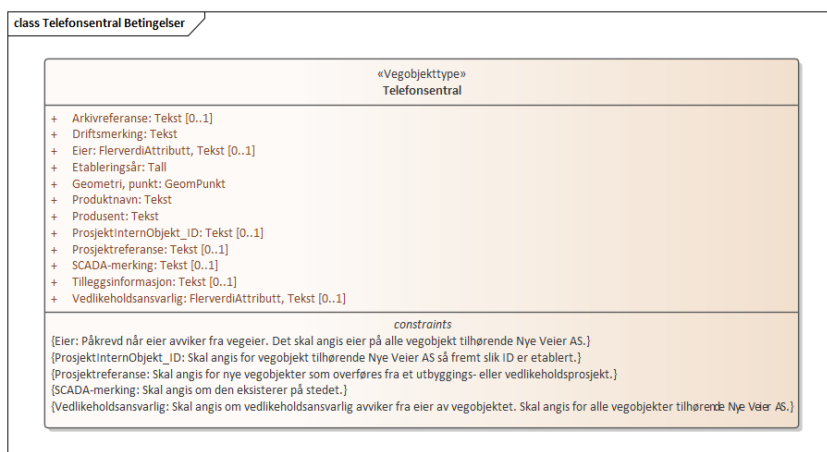 class Telefonsentral Betingelser
«Vegobjekttype»
Telefonsentral
+ Arkivreferanse: Tekst [0..1]
+ Driftsmerking: Tekst
+ Eier: FlerverdiAttributt, Tekst [0..1]
+ Etableringsår: Tall
+ Geometri, punkt: GeomPunkt
+ Produktnavn: Tekst
+ Produsent: Tekst
+ ProsjektInternObjekt_ID: Tekst [0..1]
+ Prosjektreferanse: Tekst [0..1]
+ SCADA-merking: Tekst [0..1]
+ Tilleggsinformasjon: Tekst [0..1]
+ Vedlikeholdsansvarlig: FlerverdiAttributt, Tekst [0..1]
constraints
{Eier: Påkrevd når eier avviker fra vegeier. Det skal angis eier på alle vegobjekt tilhørende Nye Veier AS.}
{ProsjektInternObjekt_ID: Skal angis for vegobjekt tilhørende Nye Veier AS så fremt slik ID er etablert.}
{Prosjektreferanse: Skal angis for nye vegobjekter som overføres fra et utbyggings- eller vedlikeholdsprosjekt.}
{SCADA-merking: Skal angis om den eksisterer på stedet.}
{Vedlikeholdsansvarlig: Skal angis om vedlikeholdsansvarlig avviker fra eier av vegobjektet. Skal angis for alle vegobjekter tilhørende Nye Veier AS.}